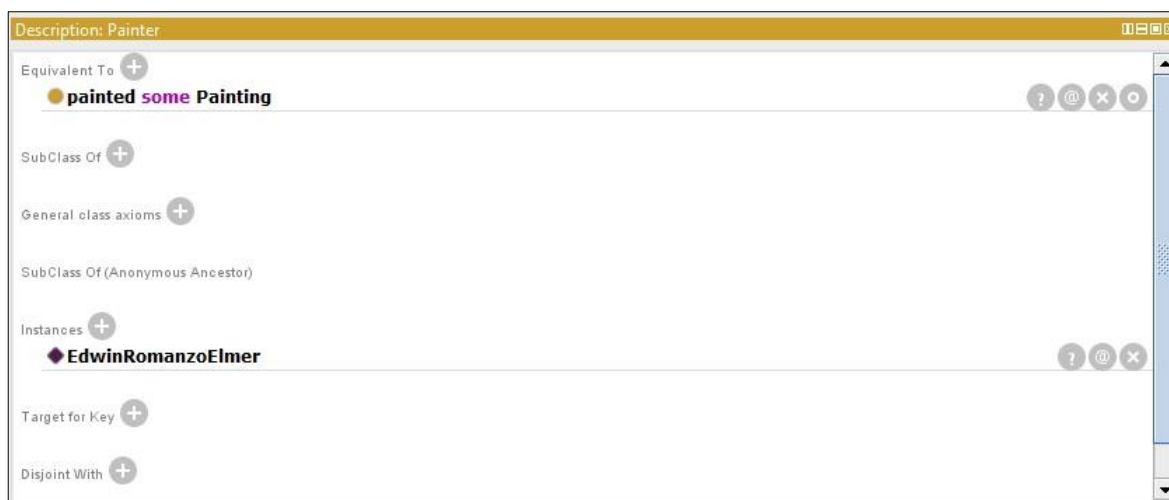 Description: Painter
Equivalent To
painted some Painting
SubClass Of
General class axioms
SubClass Of (Anonymous Ancestor)
Instances
EdwinRomanzoElmer
Target for Key
Disjoint With